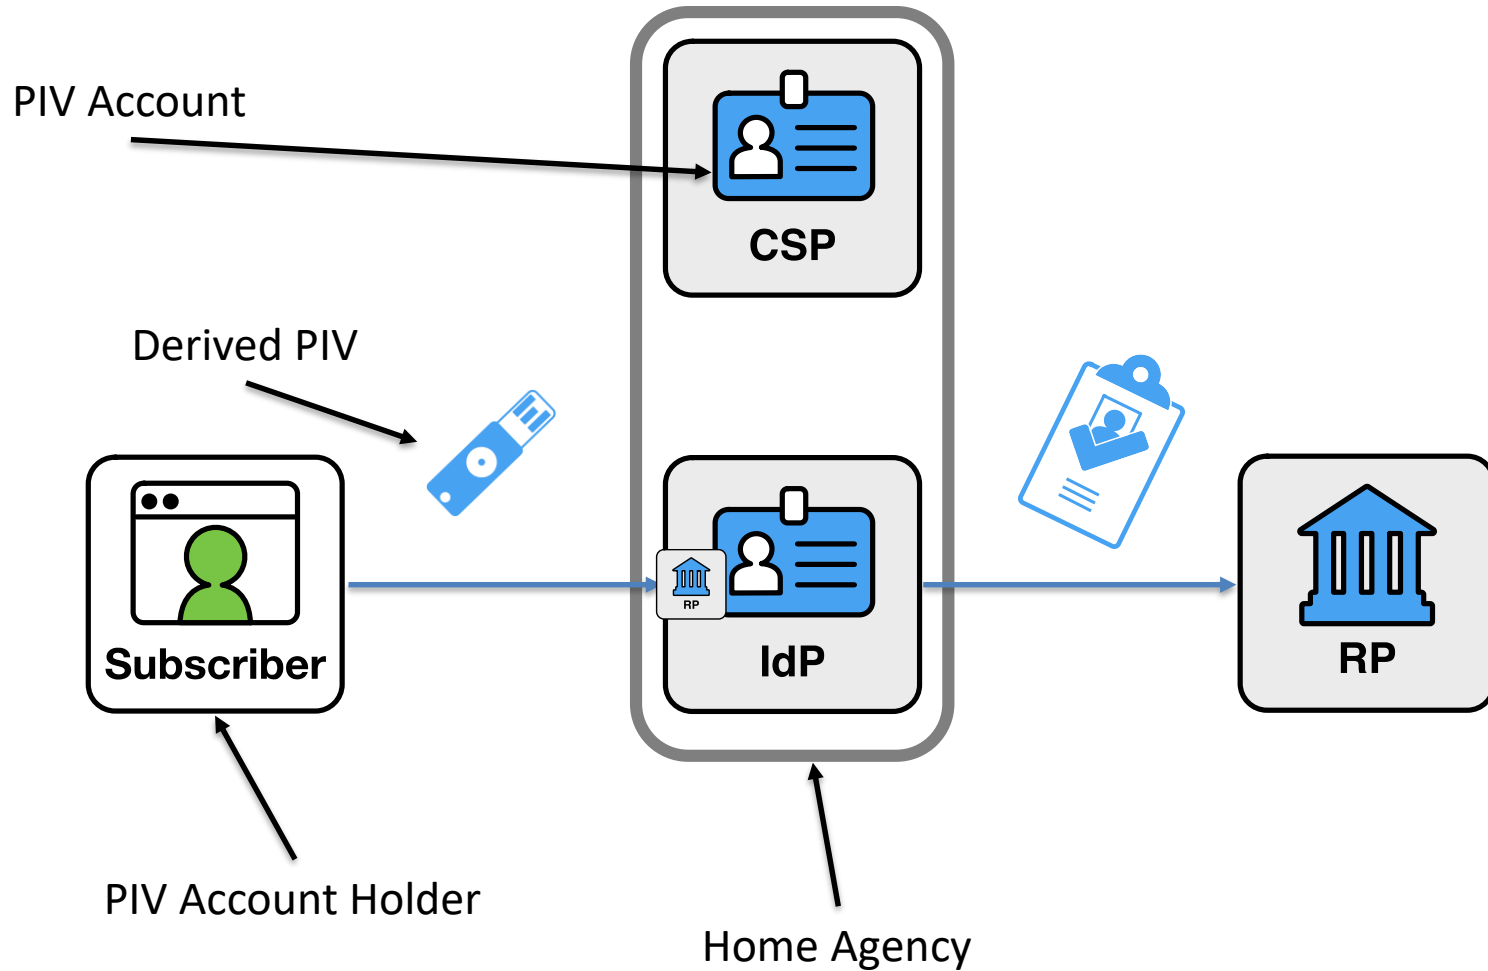 PIV Account
CSP
Derived PIV
Subscriber
RP
IdP
RP
PIV Account Holder
Home Agency